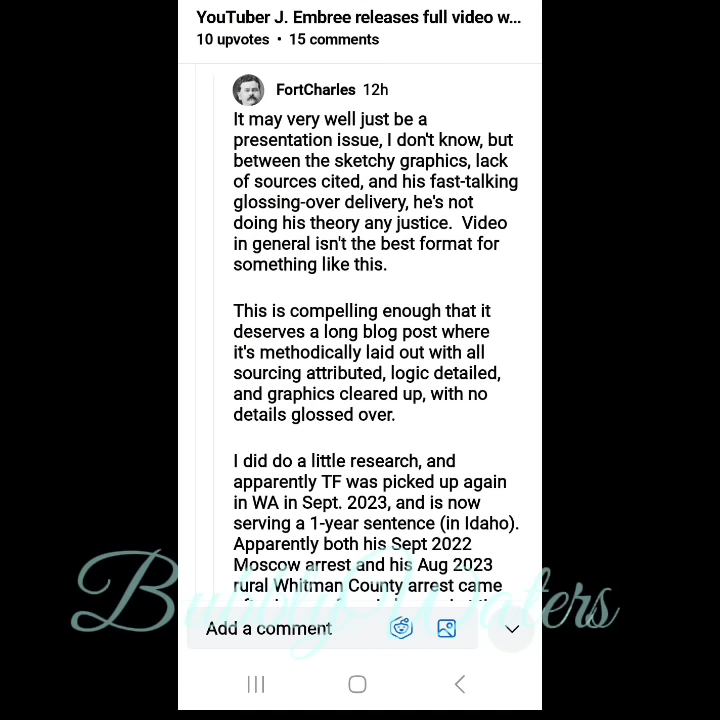 YouTuber J. Embree releases full video w...
10 upvotes • 15 comments
FortCharles 12h
It may very well just be a
presentation issue, I don't know, but
between the sketchy graphics, lack
of sources cited, and his fast-talking
glossing-over delivery, he's not
doing his theory any justice. Video
in general isn't the best format for
something like this.
This is compelling enough that it
deserves a long blog post where
it's methodically laid out with all
sourcing attributed, logic detailed,
and graphics cleared up, with no
details glossed over.
I did do a little research, and
apparently TF was picked up again
in WA in Sept. 2023, and is now
serving a 1-year sentence (in Idaho).
Apparently both his Sept 2022
Moscow arrest and his Aug 2023
rural Whitman County arrest came
Add a comment